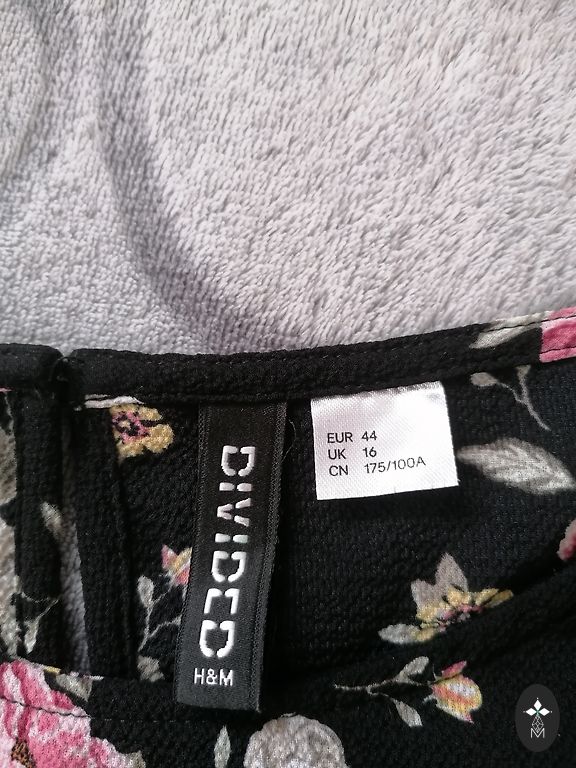 DIVIDED
H&M
EUR 44
UK 16
CN 175/100A
M